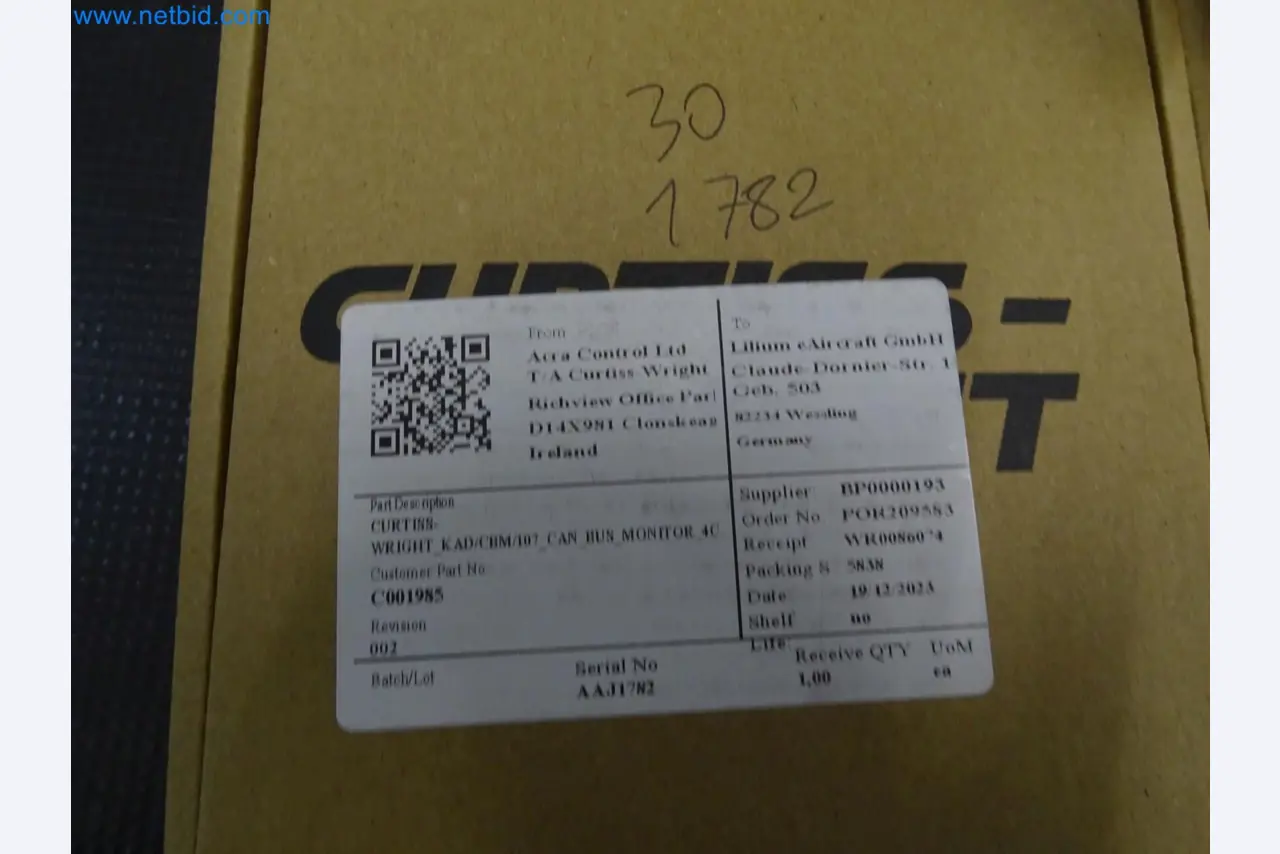 www.netbid.com
30
1782
CURTISS-
From
Acra Control Ltd
T/A Curtiss Wright
Richview Office Par
D14X981 Clonskeag
Ireland
To
Lilium eAircraft GmbH
Claude-Dornier-Str. 1
Geb. 503
82234 Wessling
Germany
Part Description
CURTISS-
WRIGHT_KAD/CBM/107_CAN_BUS_MONITOR_4C
Customer Part No
C001985
Revision
002
Supplier BP0000193
Order No POR209583
Receipt
Packing S 5838
Date 19/12/2023
Shelf no
Life:
Batch/Lot
Serial No
AAJ1782
Receive QTY
1,00
UoM
ea